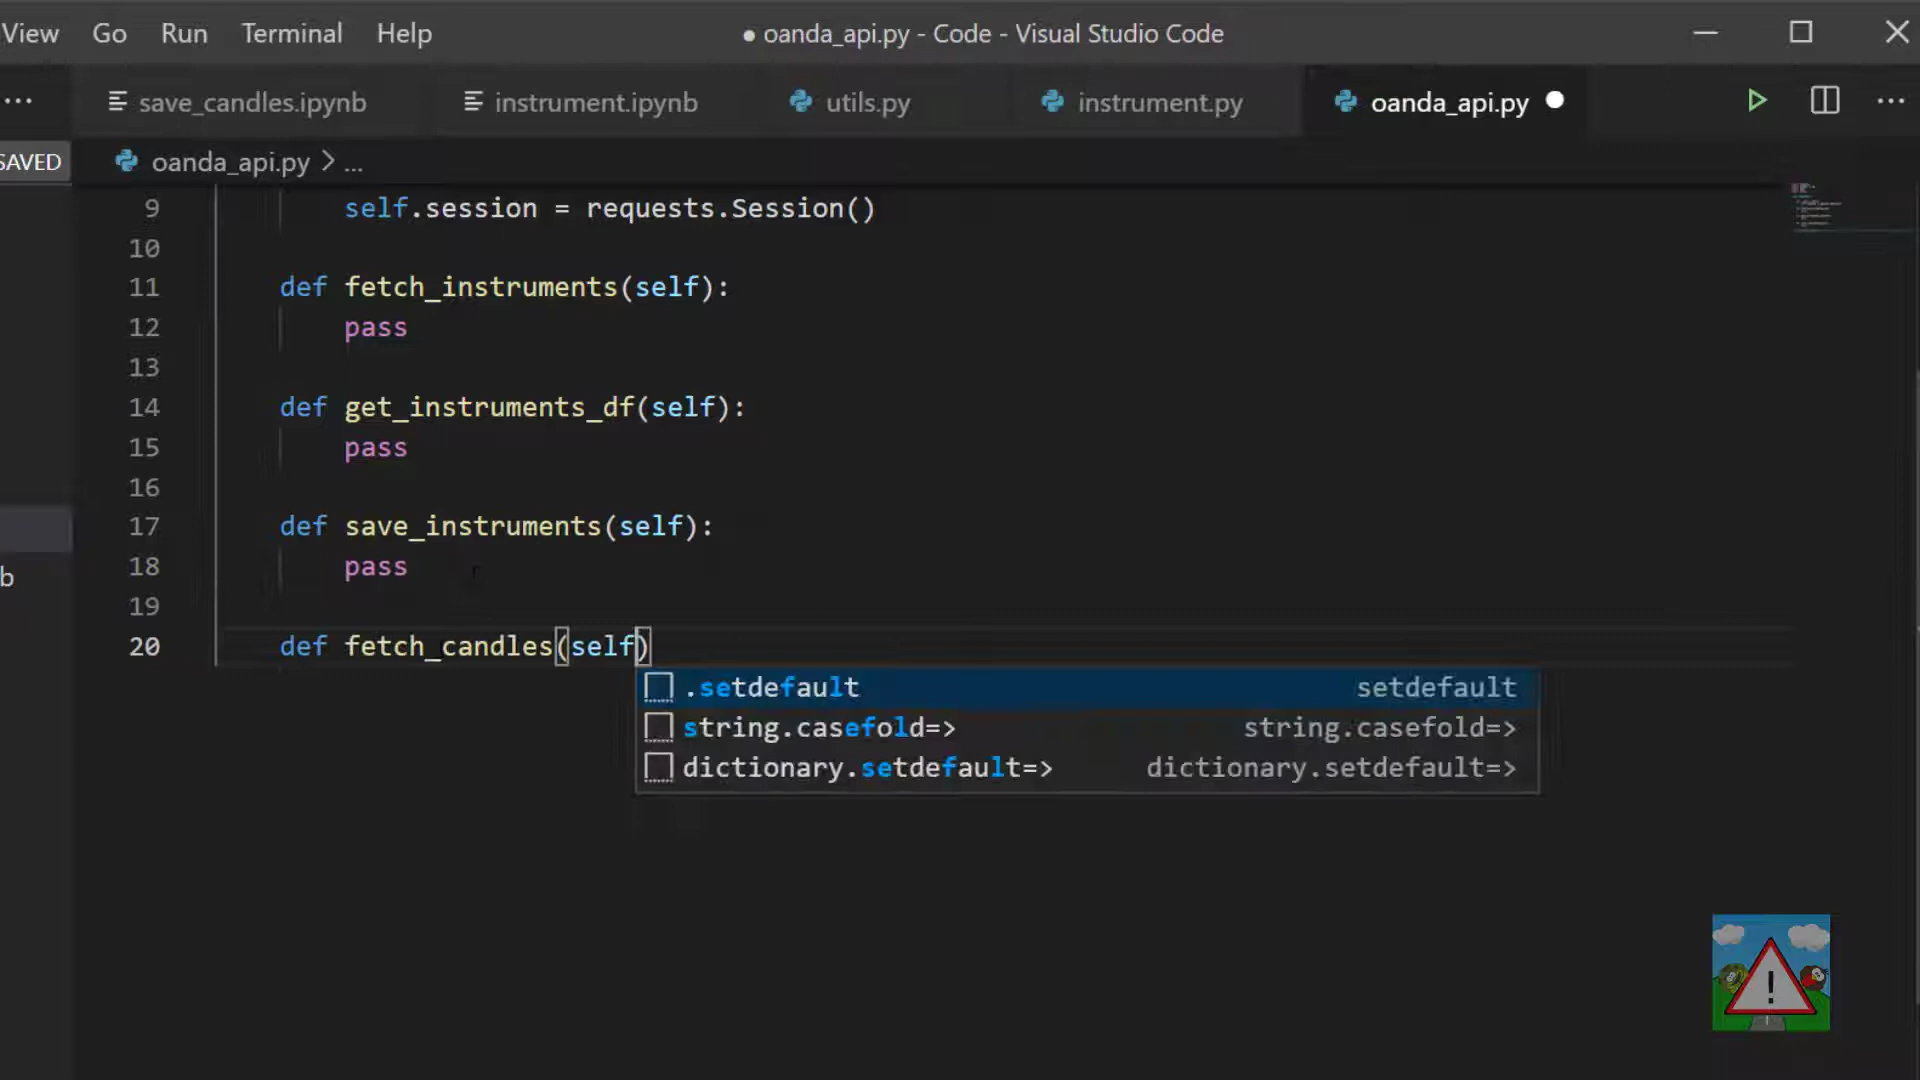 View Go Run Terminal Help ● oanda_api.py - Code - Visual Studio Code
save_candles.ipynb instrument.ipynb utils.py instrument.py oanda_api.py
SAVED oanda_api.py > ...
9 self.session = requests.Session()
10
11 def fetch_instruments(self):
12 pass
13
14 def get_instruments_df(self):
15 pass
16
17 def save_instruments(self):
b
18 pass
19
20 def fetch_candles(self)
.setdefault setdefault
string.casefold=> string.casefold=>
dictionary.setdefault=> dictionary.setdefault=>
!